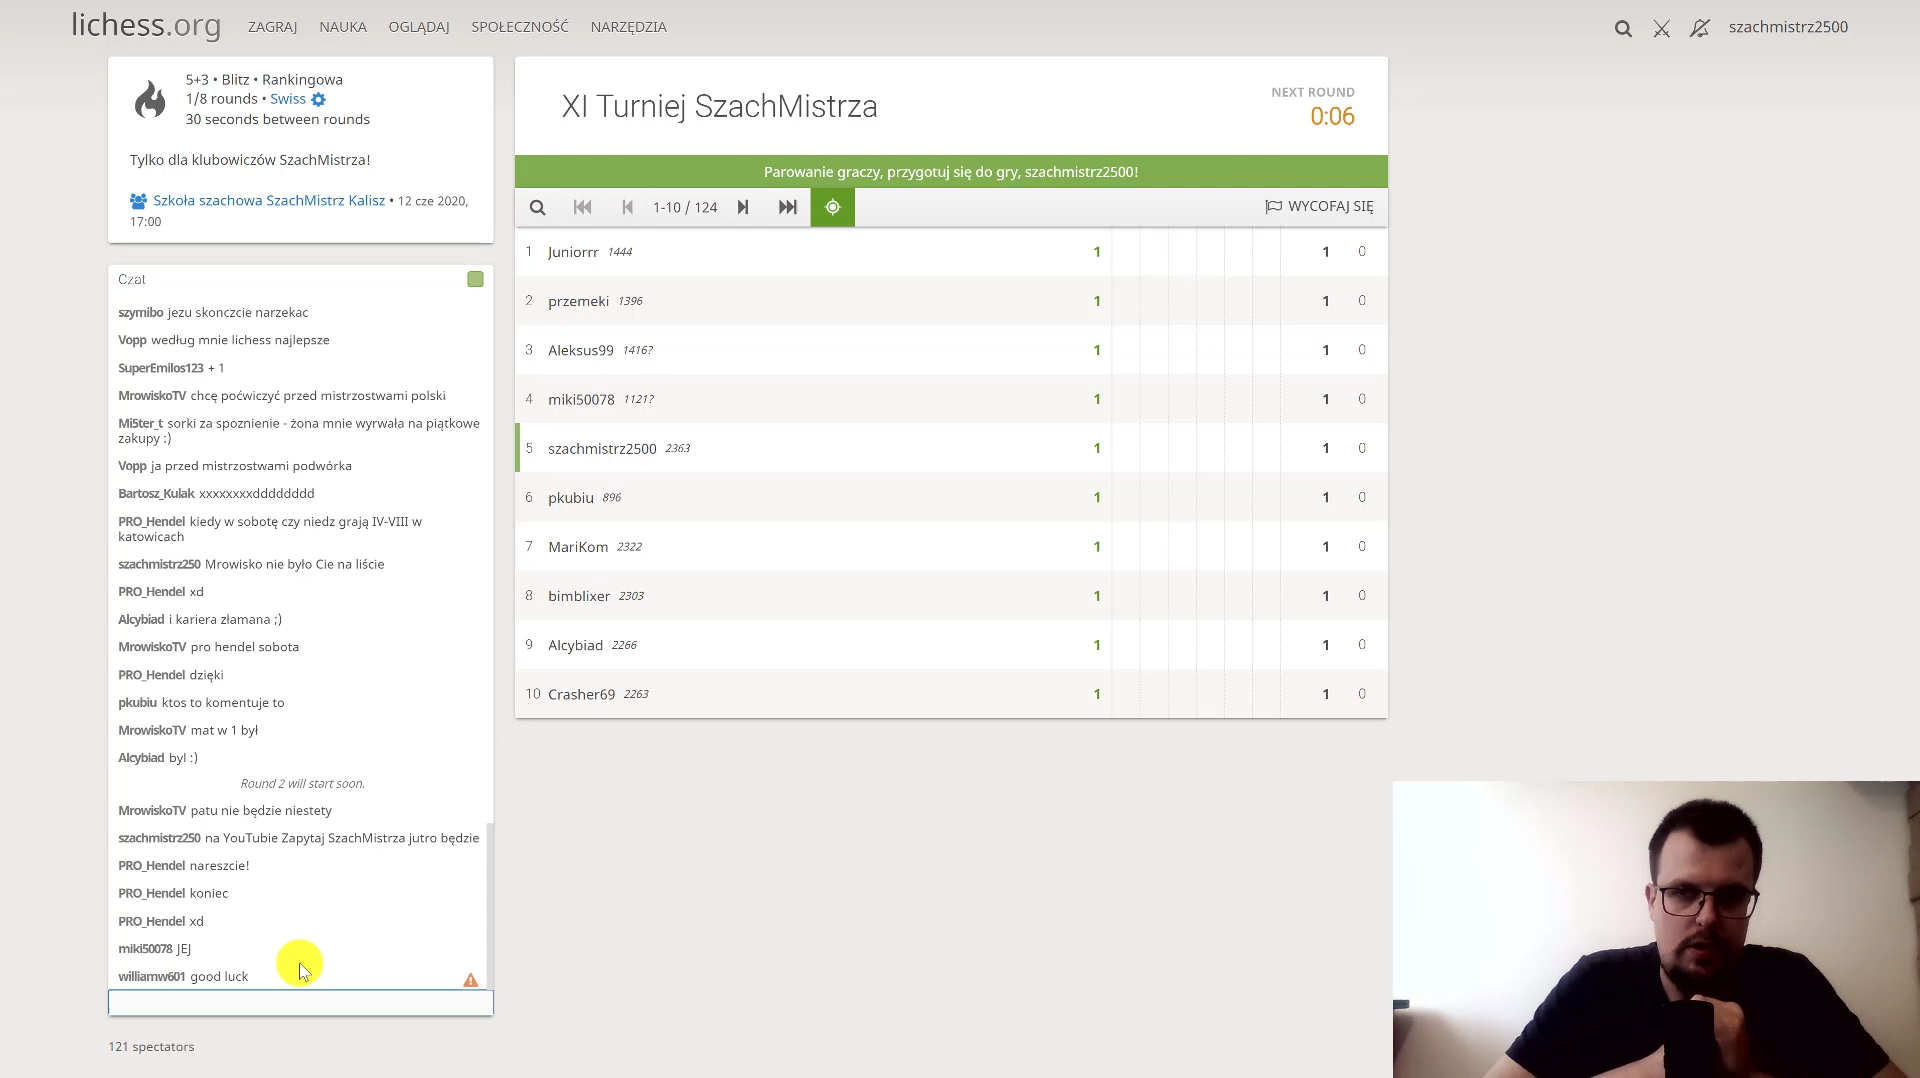 lichess.org ZAGRAJ NAUKA OGLĄDAJ SPOŁECZNOŚĆ NARZĘDZIA szachmistrz2500
5+3 • Blitz • Rankingowa
1/8 rounds • Swiss
30 seconds between rounds
Tylko dla klubowiczów SzachMistrza!
Szkoła szachowa SzachMistrz Kalisz • 12 cze 2020,
17:00
Czat
szymibo jezu skonczcie narzekac
Vopp według mnie lichess najlepsze
SuperEmilos123 + 1
MrowiskoTV chcę poćwiczyć przed mistrzostwami polski
Mi5ter_t sorki za spoznienie - żona mnie wyrwała na piątkowe
zakupy :)
Vopp ja przed mistrzostwami podwórka
Bartosz_Kulak xxxxxxxxdddddddd
PRO_Hendel kiedy w sobotę czy niedz grają IV-VIII w
katowicach
szachmistrz250 Mrowisko nie było Cie na liście
PRO_Hendel xd
Alcybiad i kariera złamana ;)
MrowiskoTV pro hendel sobota
PRO_Hendel dzięki
pkubiu ktos to komentuje to
MrowiskoTV mat w 1 był
Alcybiad byl :)
Round 2 will start soon.
MrowiskoTV patu nie będzie niestety
szachmistrz250 na YouTubie Zapytaj SzachMistrza jutro będzie
PRO_Hendel nareszcie!
PRO_Hendel koniec
PRO_Hendel xd
miki50078 JEJ
williamw601 good luck
121 spectators
XI Turniej SzachMistrza
NEXT ROUND
0:06
Parowanie graczy, przygotuj się do gry, szachmistrz2500!
1-10 / 124 WYCOFAJ SIĘ
1 Juniorrr 1444 1 1 0
2 przemeki 1396 1 1 0
3 Aleksus99 1416? 1 1 0
4 miki50078 1121? 1 1 0
5 szachmistrz2500 2363 1 1 0
6 pkubiu 896 1 1 0
7 MariKom 2322 1 1 0
8 bimblixer 2303 1 1 0
9 Alcybiad 2266 1 1 0
10 Crasher69 2263 1 1 0